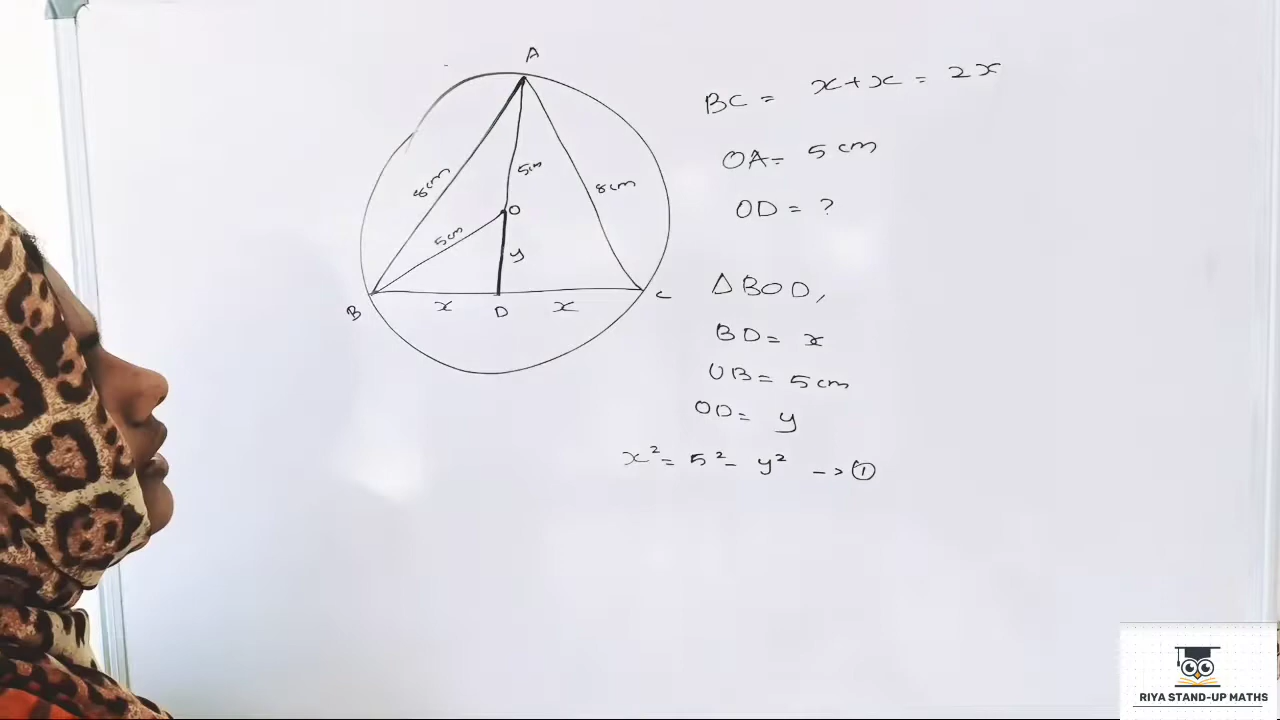 A
BC = x+x = 2x
OA= 5 cm
OD = ?
8cm
5cm
8cm
O
5cm
y
B
x
D
x
C
△BOD,
BD= x
OB= 5 cm
OD= y
x²= 5²- y² -> ①
RIYA STAND-UP MATHS